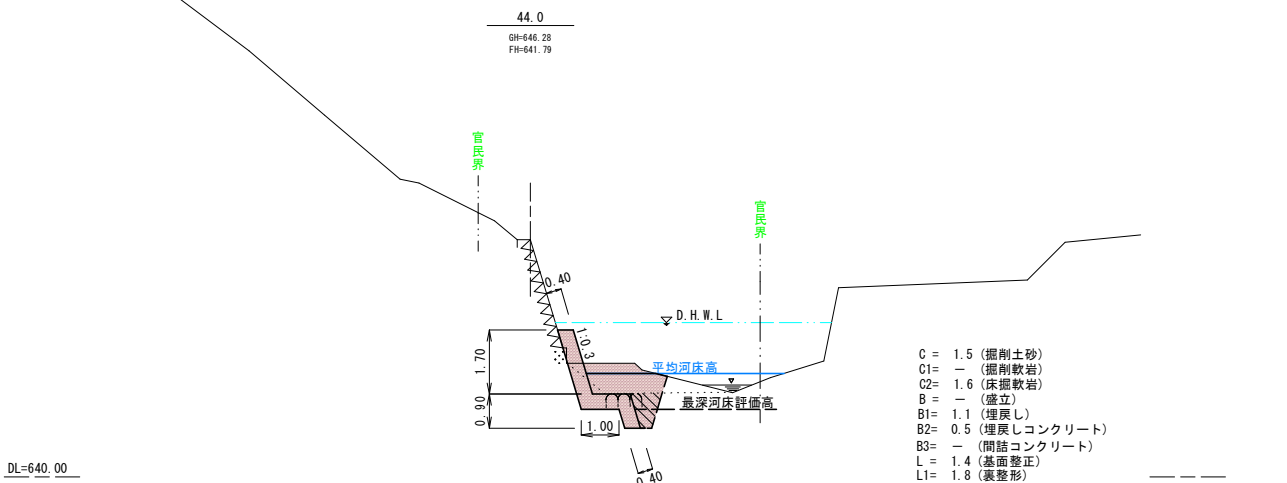 44.0
GH=646.28
FH=641.79
官民界
官民界
0.40
D.H.W.L
1:0.3
1.70
平均河床高
最深河床評価高
0.90
1.00
0.40
DL=640.00
C = 1.5 (掘削土砂)
C1= － (掘削軟岩)
C2= 1.6 (床掘軟岩)
B = － (盛立)
B1= 1.1 (埋戻し)
B2= 0.5 (埋戻しコンクリート)
B3= － (間詰コンクリート)
L = 1.4 (基面整正)
L1= 1.8 (裏整形)